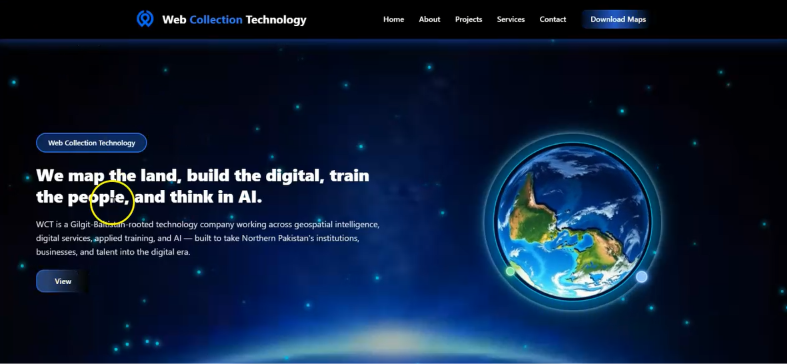 Web Collection Technology
Home About Projects Services Contact Download Maps
Web Collection Technology
We map the land, build the digital, train
the people, and think in AI.
WCT is a Gilgit-Baltistan-rooted technology company working across geospatial intelligence,
digital services, applied training, and AI — built to take Northern Pakistan's institutions,
businesses, and talent into the digital era.
View